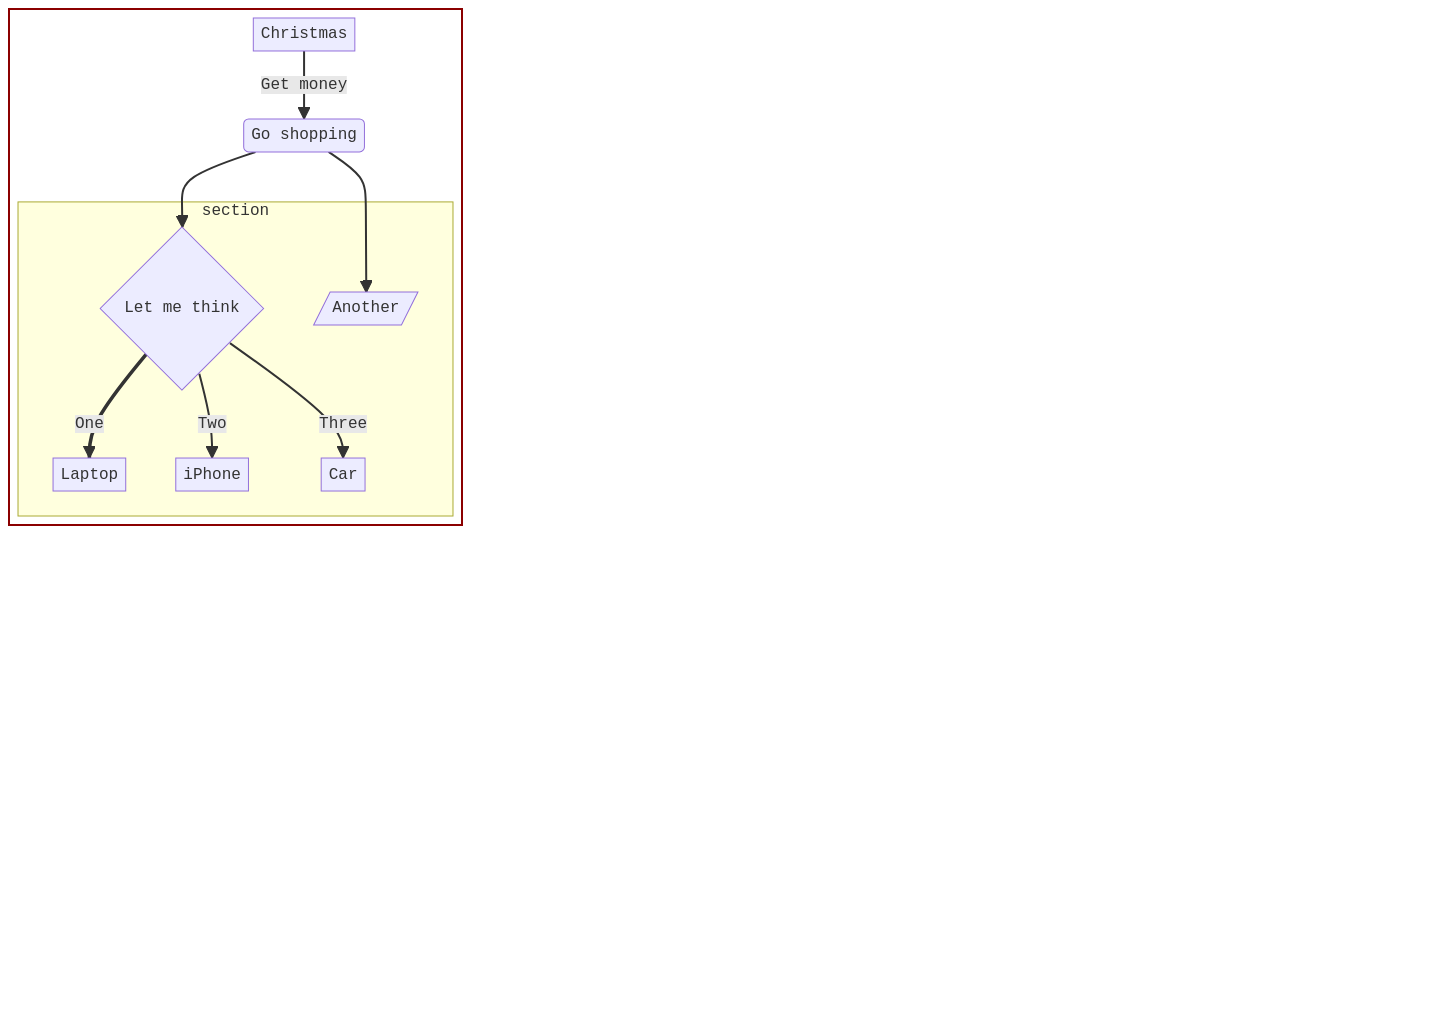 Christmas
Get money
Go shopping
section
Let me think
Another
One
Two
Three
Laptop
iPhone
Car